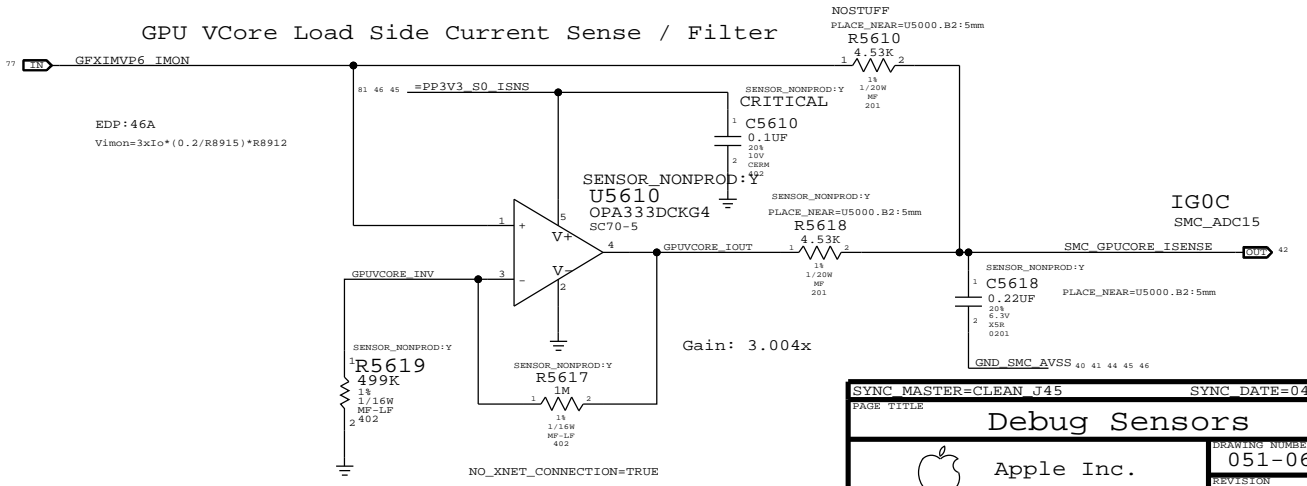 NOSTUFF
PLACE_NEAR=U5000.B2:5mm
GPU VCore Load Side Current Sense / Filter
R5610
4.53K
77 IN GFXIMVP6_IMON 1 2
1%
1/20W
MF
201
81 46 45 =PP3V3_S0_ISNS
SENSOR_NONPROD:Y
CRITICAL
EDP:46A
Vimon=3xIo*(0.2/R8915)*R8912
1 C5610
0.1UF
20%
10V
2 CERM
402
SENSOR_NONPROD:Y
U5610
OPA333DCKG4
SC70-5
1 + 5 V+
4
3 - V- 2
GPUVCORE_INV
GPUVCORE_IOUT
SENSOR_NONPROD:Y
PLACE_NEAR=U5000.B2:5mm
R5618
4.53K
1 2
1%
1/20W
MF
201
IG0C
SMC_ADC15
SMC_GPUCORE_ISENSE OUT 42
SENSOR_NONPROD:Y
1 C5618
0.22UF
20%
2 6.3V
X5R
0201
PLACE_NEAR=U5000.B2:5mm
GND_SMC_AVSS 40 41 44 45 46
Gain: 3.004x
SENSOR_NONPROD:Y
1 R5619
499K
1%
1/16W
MF-LF
2 402
SENSOR_NONPROD:Y
R5617
1M
1 2
1%
1/16W
MF-LF
402
NO_XNET_CONNECTION=TRUE
SYNC_MASTER=CLEAN_J45 SYNC_DATE=04
PAGE TITLE
Debug Sensors
Apple Inc.
DRAWING NUMBE
051-06
REVISION